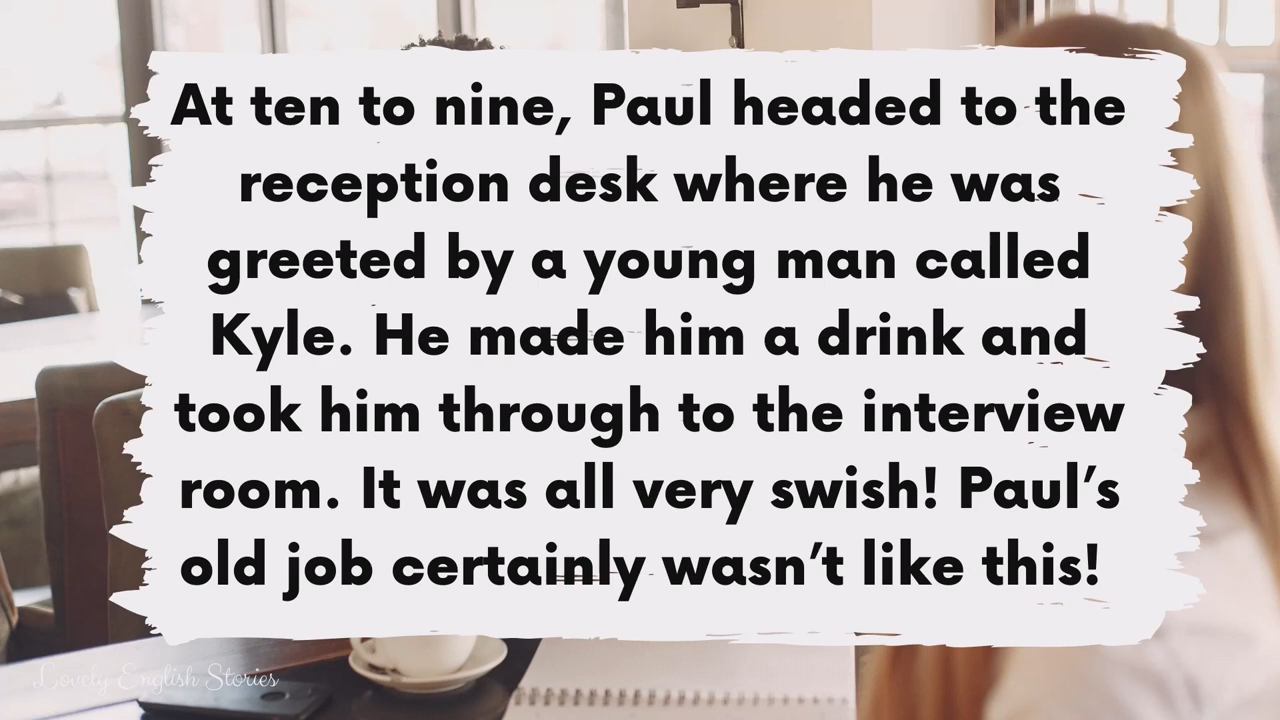 At ten to nine, Paul headed to the
reception desk where he was
greeted by a young man called
Kyle. He made him a drink and
took him through to the interview
room. It was all very swish! Paul’s
old job certainly wasn’t like this!
Lovely English Stories